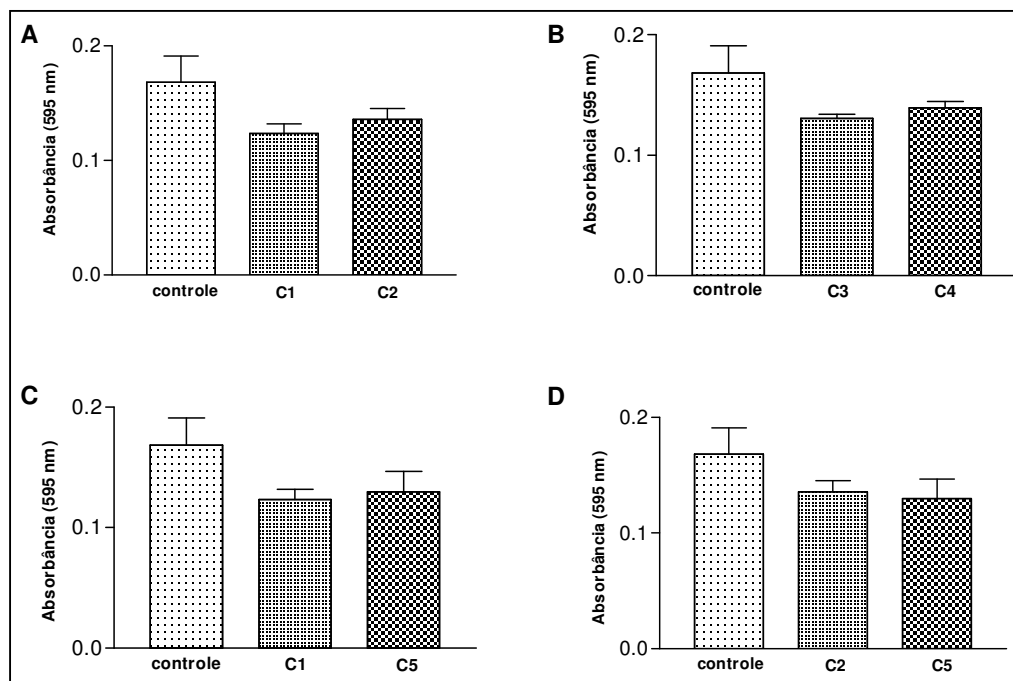 A
Absorbância (595 nm)
0.2
0.1
0.0
controle C1 C2
B
Absorbância (595 nm)
0.2
0.1
0.0
controle C3 C4
C
Absorbância (595 nm)
0.2
0.1
0.0
controle C1 C5
D
Absorbância (595 nm)
0.2
0.1
0.0
controle C2 C5